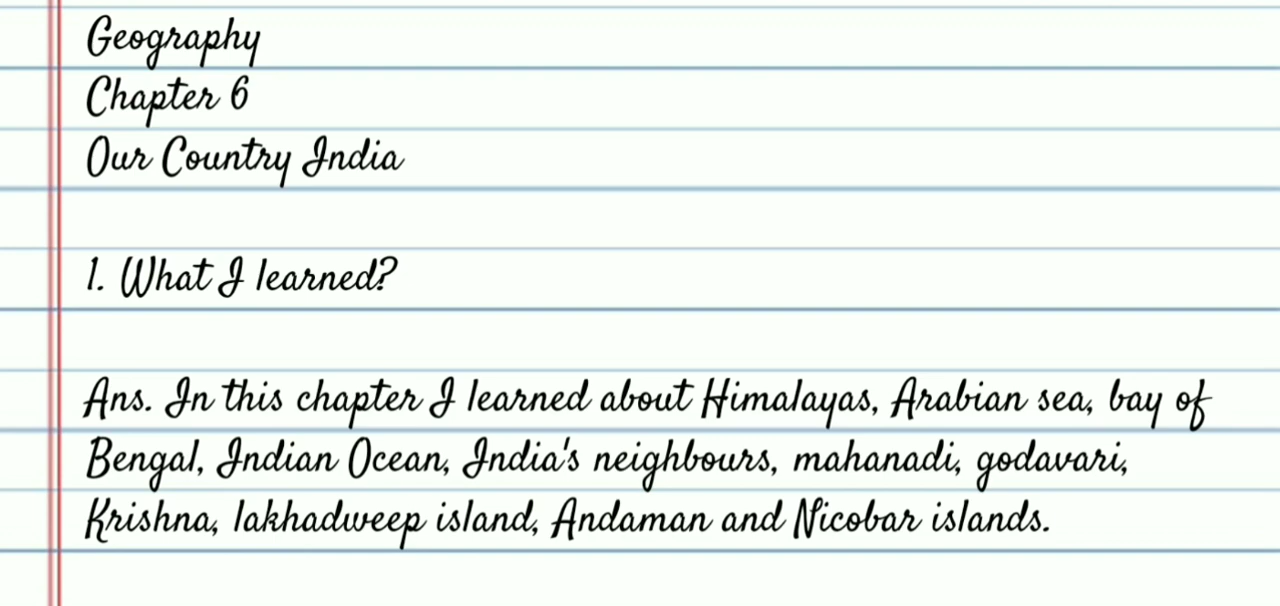 Geography
Chapter 6
Our Country India
1. What I learned?
Ans. In this chapter I learned about Himalayas, Arabian sea, bay of
Bengal, Indian Ocean, India's neighbours, mahanadi, godavari,
Krishna, lakhadweep island, Andaman and Nicobar islands.